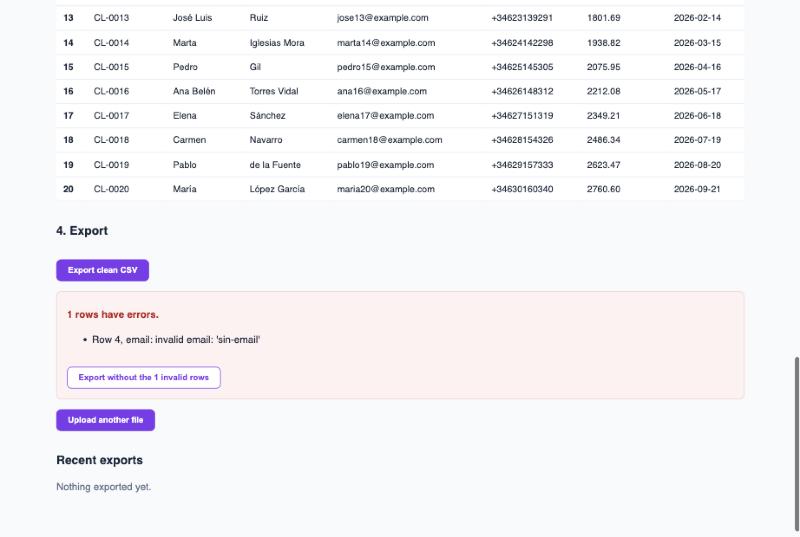 13 CL-0013 José Luis Ruiz jose13@example.com +34623139291 1801.69 2026-02-14
14 CL-0014 Marta Iglesias Mora marta14@example.com +34624142298 1938.82 2026-03-15
15 CL-0015 Pedro Gil pedro15@example.com +34625145305 2075.95 2026-04-16
16 CL-0016 Ana Belén Torres Vidal ana16@example.com +34626148312 2212.08 2026-05-17
17 CL-0017 Elena Sánchez elena17@example.com +34627151319 2349.21 2026-06-18
18 CL-0018 Carmen Navarro carmen18@example.com +34628154326 2486.34 2026-07-19
19 CL-0019 Pablo de la Fuente pablo19@example.com +34629157333 2623.47 2026-08-20
20 CL-0020 María López García maria20@example.com +34630160340 2760.60 2026-09-21
4. Export
Export clean CSV
1 rows have errors.
• Row 4, email: invalid email: 'sin-email'
Export without the 1 invalid rows
Upload another file
Recent exports
Nothing exported yet.